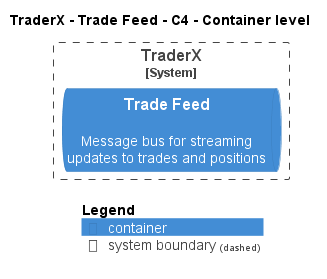 TraderX - Trade Feed - C4 - Container level
TraderX
[System]
Trade Feed
Message bus for streaming
updates to trades and positions
Legend
container
system boundary (dashed)